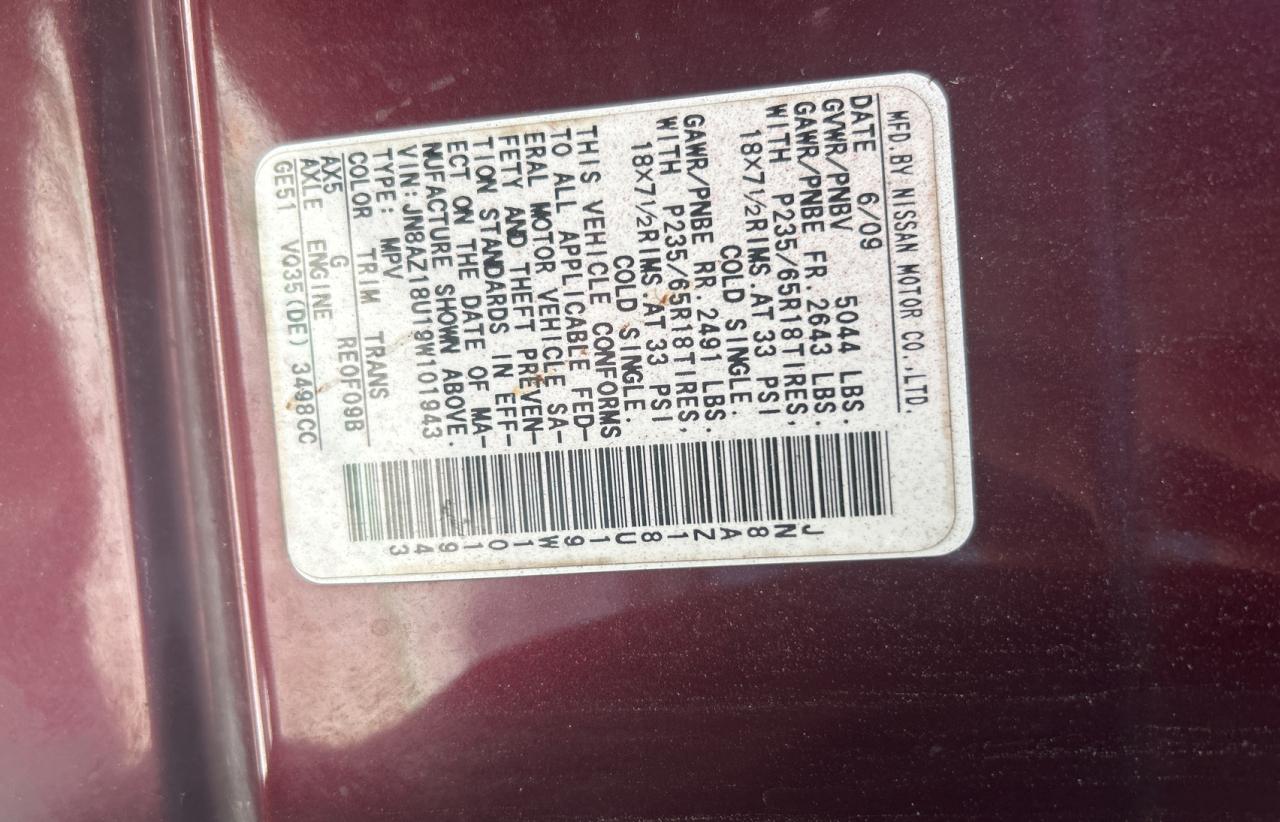 MFD.BY NISSAN MOTOR CO.,LTD.
DATE 6/09
GVWR/PNBV 5044 LBS.
GAWR/PNBE FR.2643 LBS.
WITH P235/65R18TIRES,
18X7 1/2RIMS.AT 33 PSI
COLD SINGLE.
GAWR/PNBE RR.2491 LBS.
WITH P235/65R18TIRES,
18X7 1/2RIMS.AT 33 PSI
COLD SINGLE.
THIS VEHICLE CONFORMS
TO ALL APPLICABLE FED-
ERAL MOTOR VEHICLE SA-
FETY AND THEFT PREVEN-
TION STANDARDS IN EFF-
ECT ON THE DATE OF MA-
NUFACTURE SHOWN ABOVE.
VIN:JN8AZ18U19W101943
TYPE: MPV
COLOR TRIM TRANS
AX5 G RE0F09B
AXLE ENGINE
GE51 VQ35(DE) 3498CC
JN8AZ18U19W101943